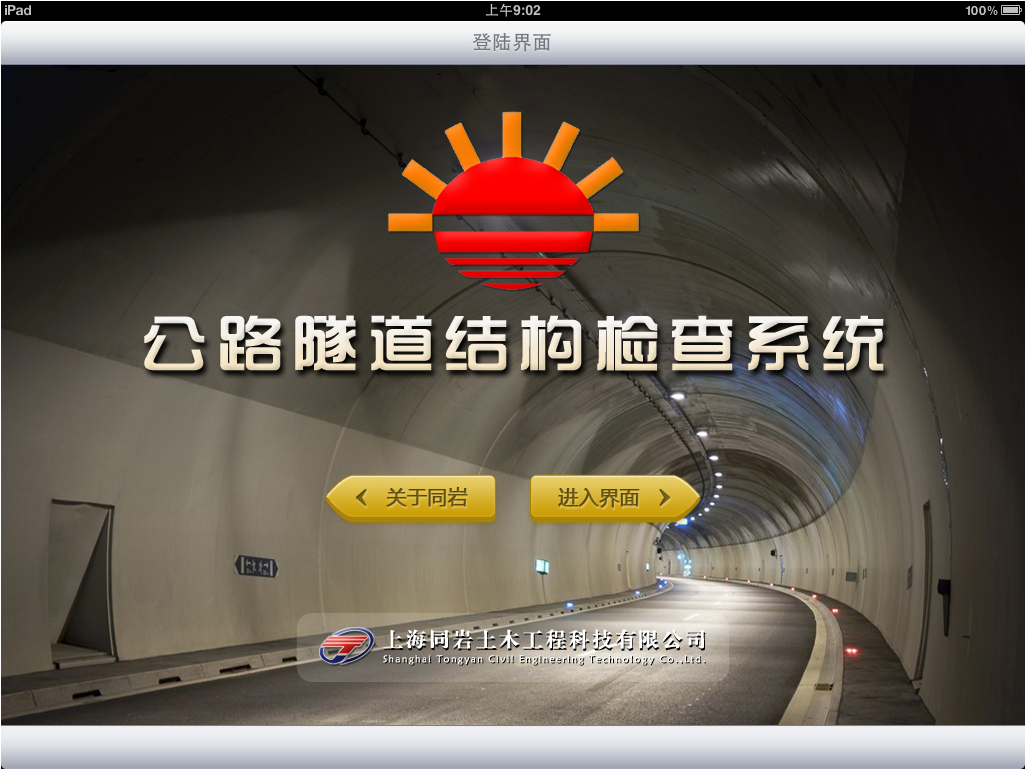 iPad 上午9:02 100%
登陆界面
公路隧道结构检查系统
关于同岩
进入界面
上海同岩土木工程科技有限公司
Shanghai Tongyan Civil Engineering Technology Co.,Ltd.